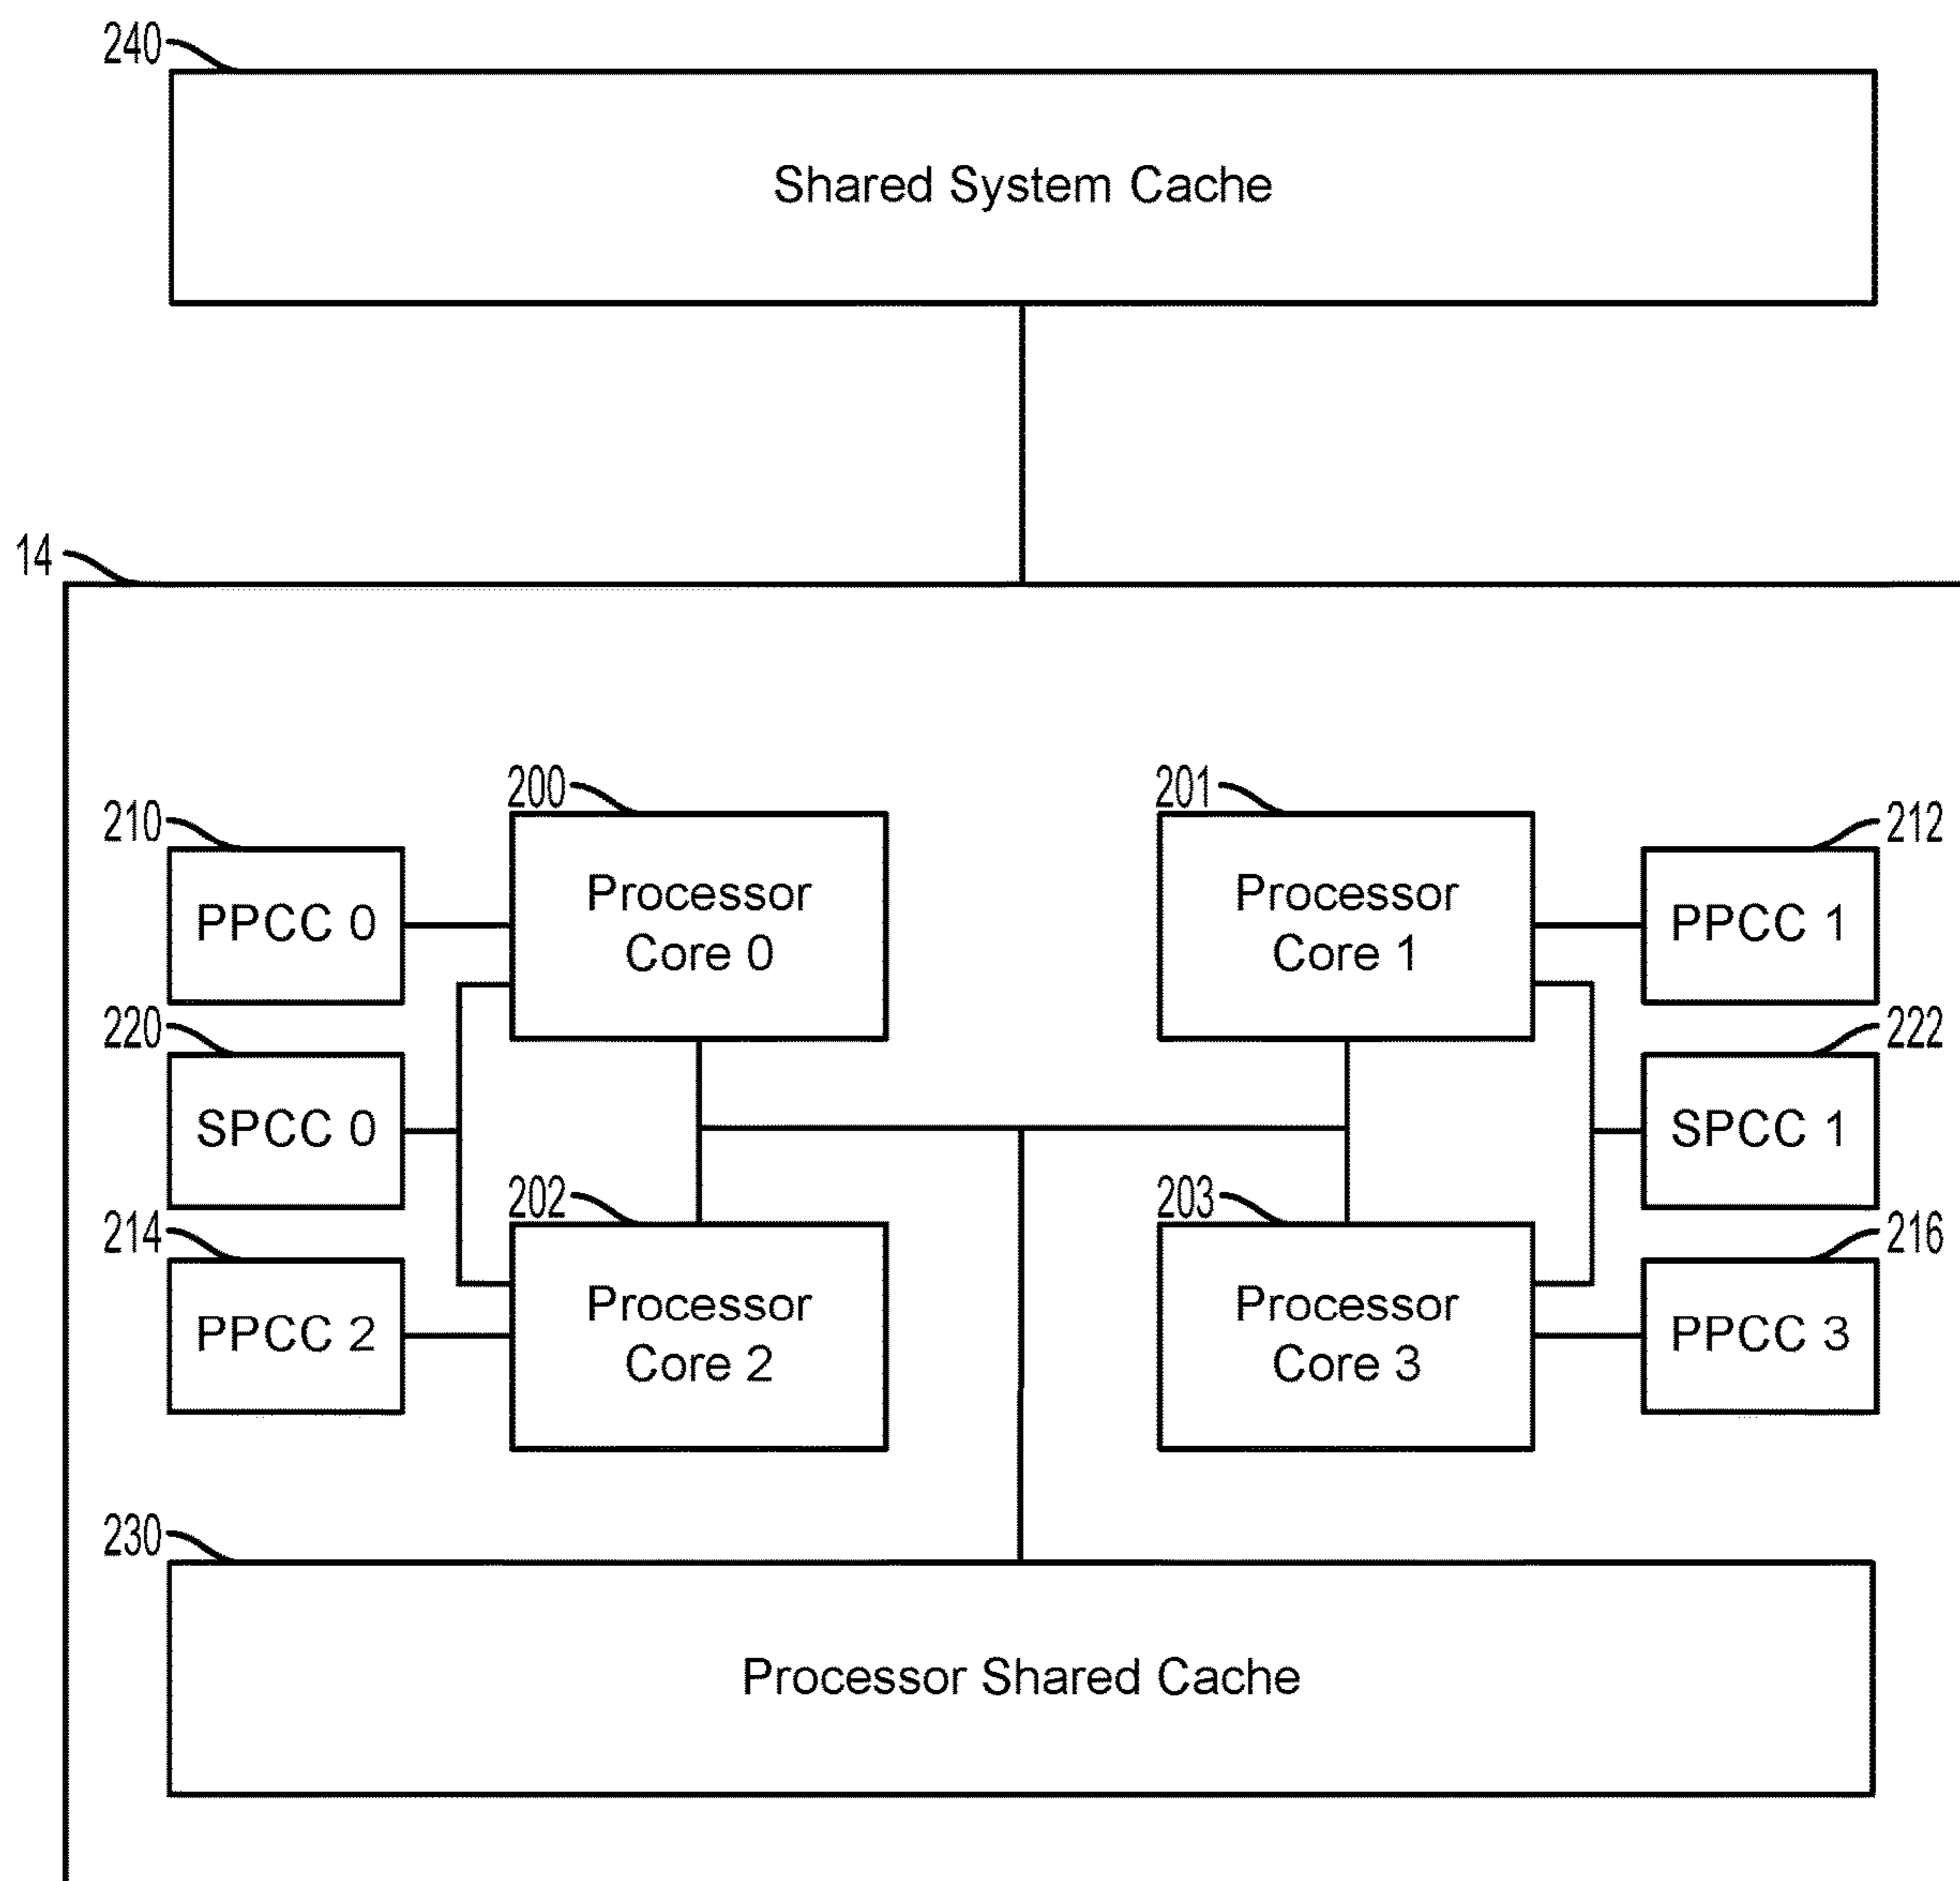 240
Shared System Cache
14
200
201
210
212
Processor
Core 0
Processor
Core 1
PPCC 0
PPCC 1
220
222
SPCC 0
SPCC 1
202
203
214
216
Processor
Core 2
Processor
Core 3
PPCC 2
PPCC 3
230
Processor Shared Cache